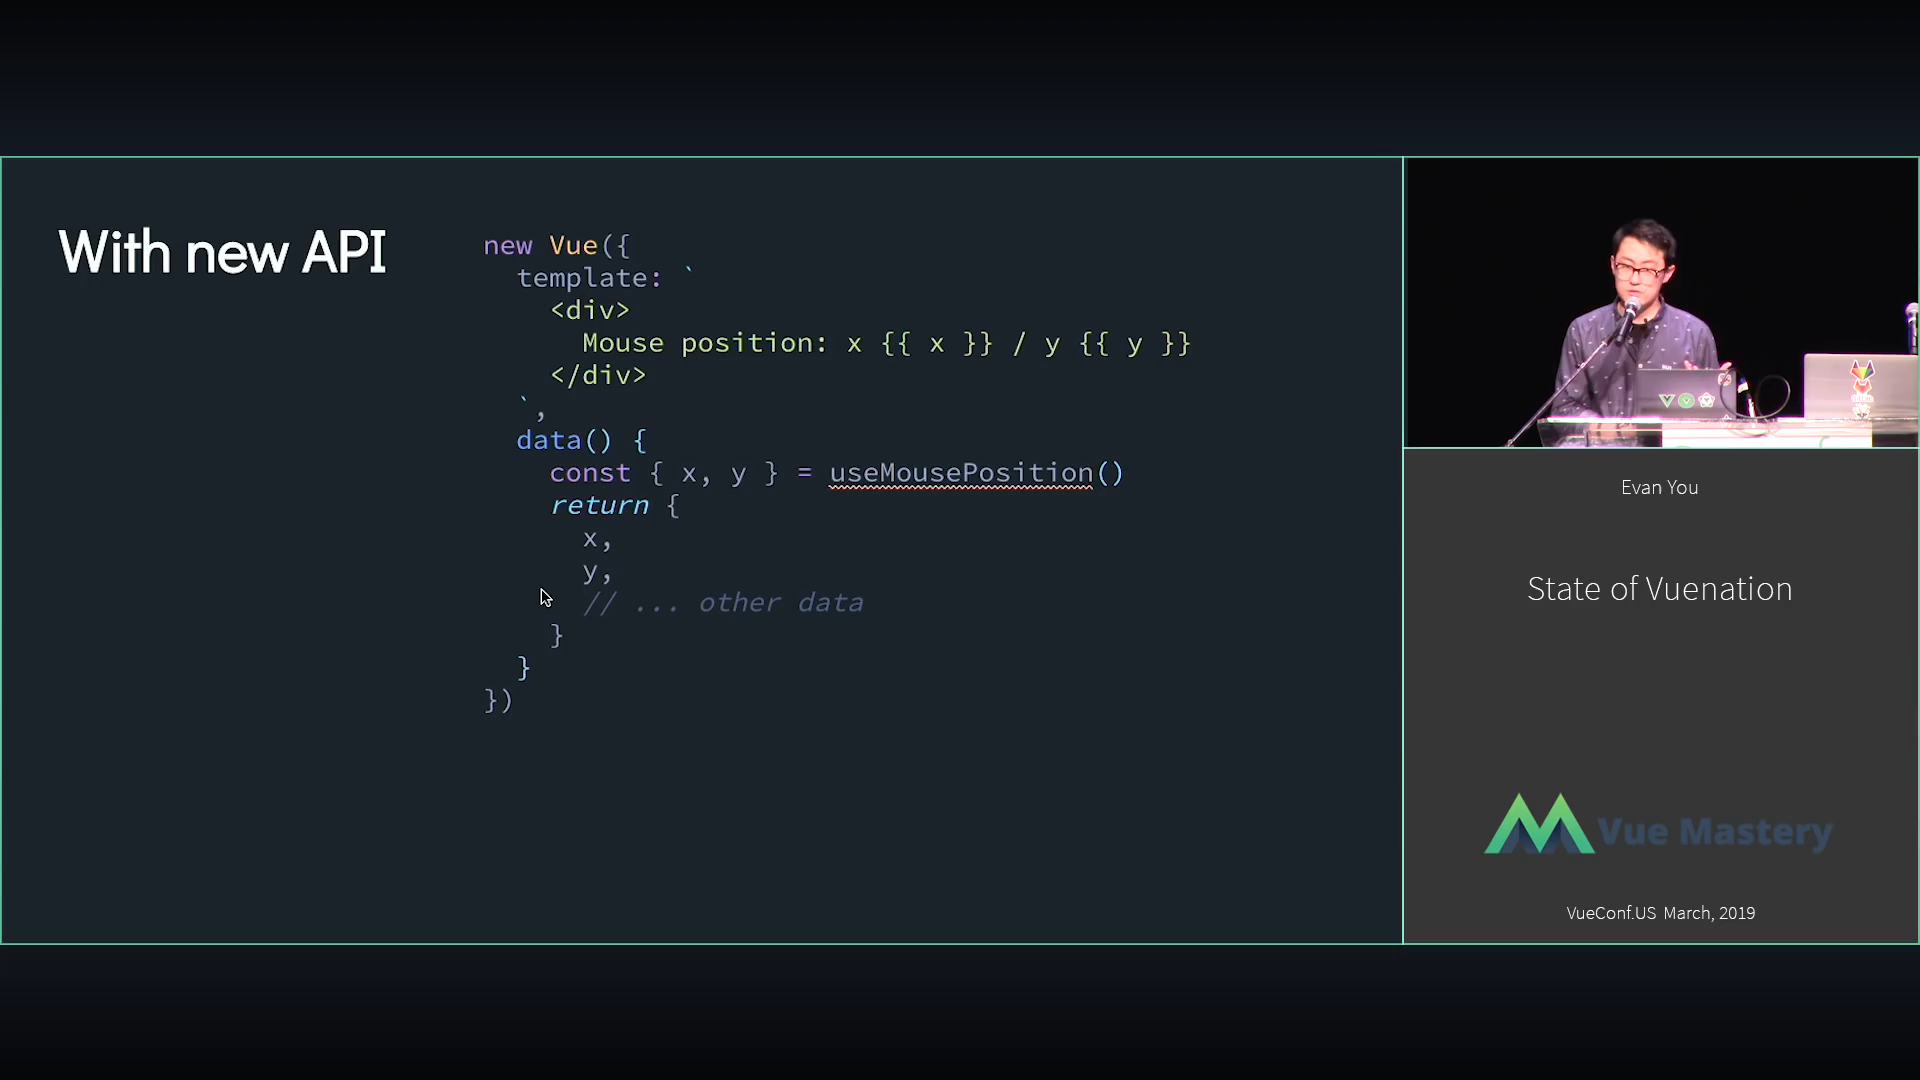 With new API
new Vue({
template: `
<div>
Mouse position: x {{ x }} / y {{ y }}
</div>
`,
data() {
const { x, y } = useMousePosition()
return {
x,
y,
// ... other data
}
}
})
Evan You
State of Vuenation
Vue Mastery
VueConf.US March, 2019